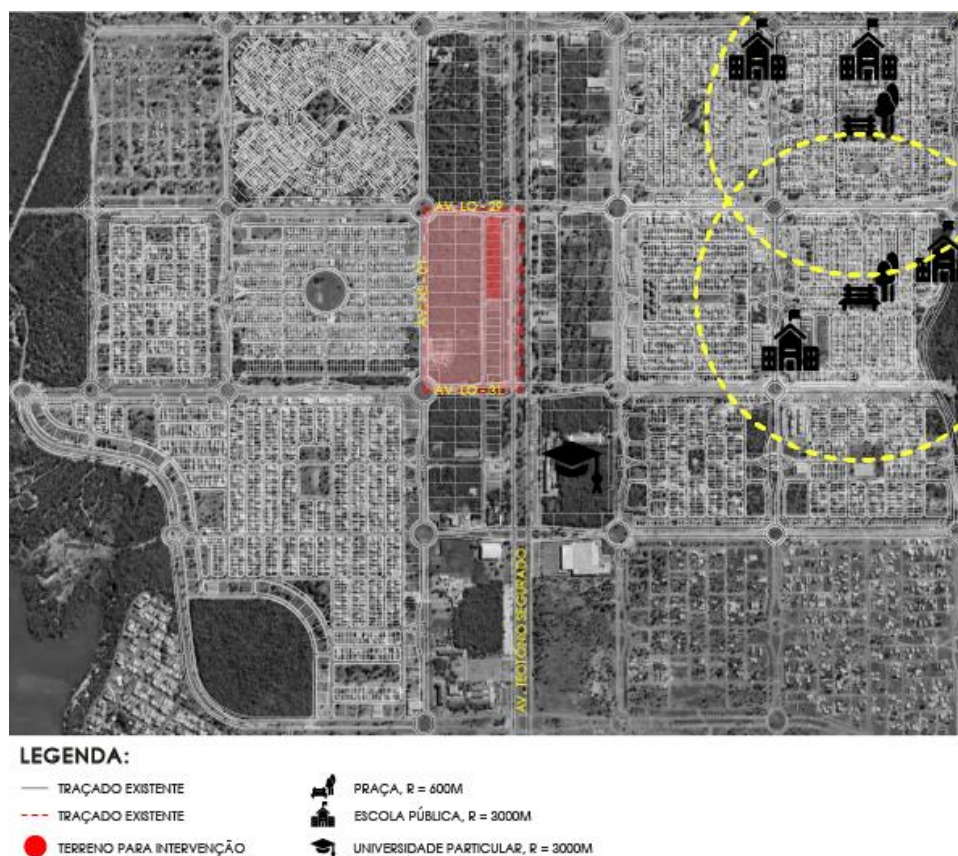 AV. LO - 29
AV. NS-01
AV. LO - 31
AV. TEOTÔNIO SEGURADO
LEGENDA:
TRAÇADO EXISTENTE
PRAÇA, R = 600M
TRAÇADO EXISTENTE
ESCOLA PÚBLICA, R = 3000M
TERRENO PARA INTERVENÇÃO
UNIVERSIDADE PARTICULAR, R = 3000M